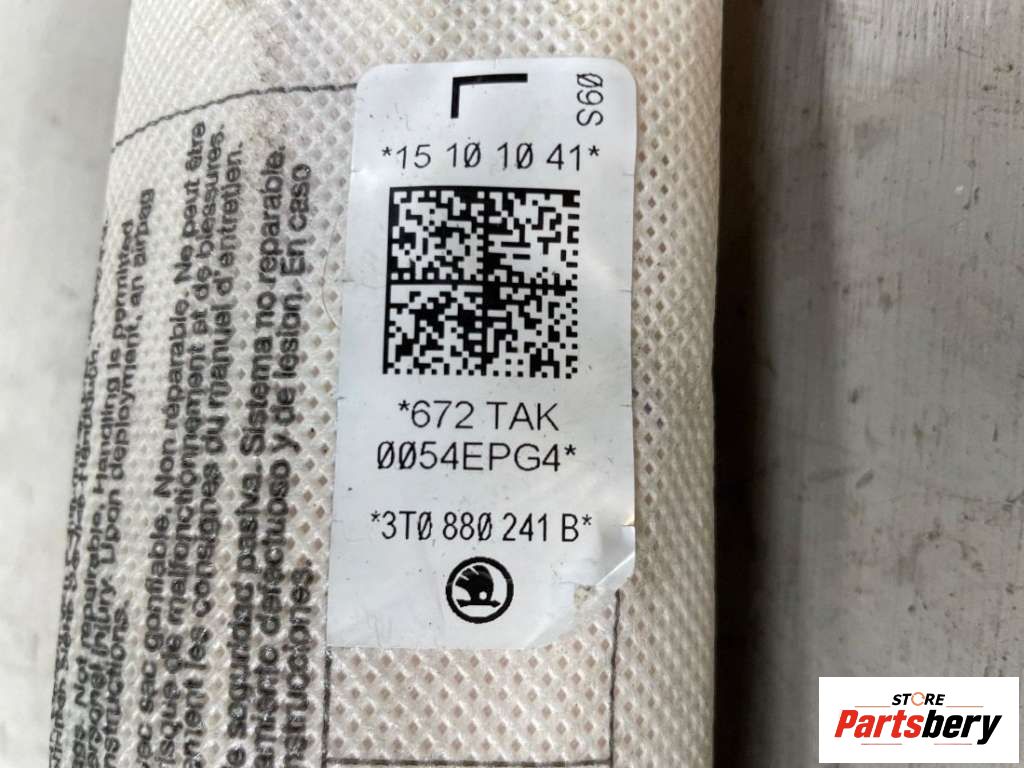 L
S60
*15 10 10 41*
*672 TAK
0054EPG4*
*3T0 880 241 B*
Not repairable. Handling is permitted
personal injury. Upon deployment, an airbag
instructions.
sac gonflable. Non réparable. Ne peut être
risque de malfonctionnement et de blessures.
les consignes du manuel d'entretien.
seguridad pasiva. Sistema no reparable.
defectuoso y de lesion. En caso
instrucciones
STORE
Partsbery